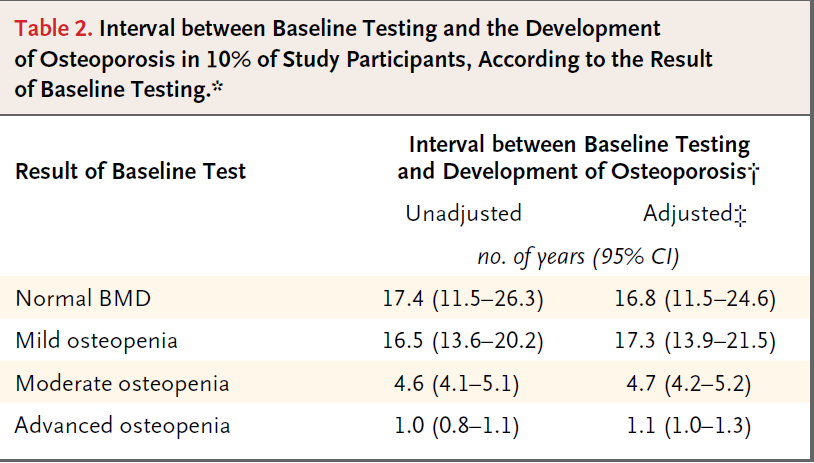 Table 2. Interval between Baseline Testing and the Development
of Osteoporosis in 10% of Study Participants, According to the Result
of Baseline Testing.*
Result of Baseline Test
Interval between Baseline Testing
and Development of Osteoporosis†
Unadjusted Adjusted‡
no. of years (95% CI)
Normal BMD 17.4 (11.5–26.3) 16.8 (11.5–24.6)
Mild osteopenia 16.5 (13.6–20.2) 17.3 (13.9–21.5)
Moderate osteopenia 4.6 (4.1–5.1) 4.7 (4.2–5.2)
Advanced osteopenia 1.0 (0.8–1.1) 1.1 (1.0–1.3)